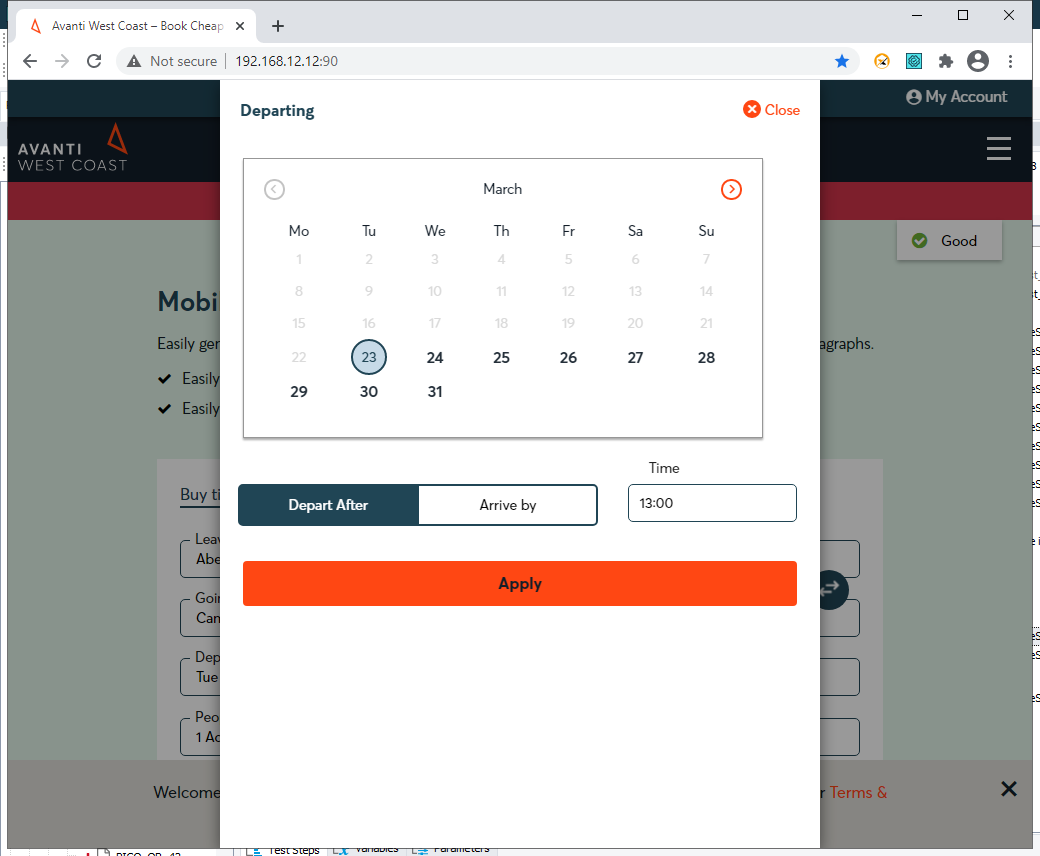 Avanti West Coast – Book Cheap
Not secure
192.168.12.12:90
My Account
AVANTI
WEST COAST
Departing
Close
March
Mo Tu We Th Fr Sa Su
1 2 3 4 5 6 7
8 9 10 11 12 13 14
15 16 17 18 19 20 21
22 23 24 25 26 27 28
29 30 31
Good
Mobi
Easily ger
agraphs.
Easily
Easily
Time
Depart After
Arrive by
13:00
Buy ti
Leav
Abe
Apply
Goin
Can
Dep
Tue
Peo
1 Ad
Welcome
r Terms &
Test Steps
Variables
Parameters